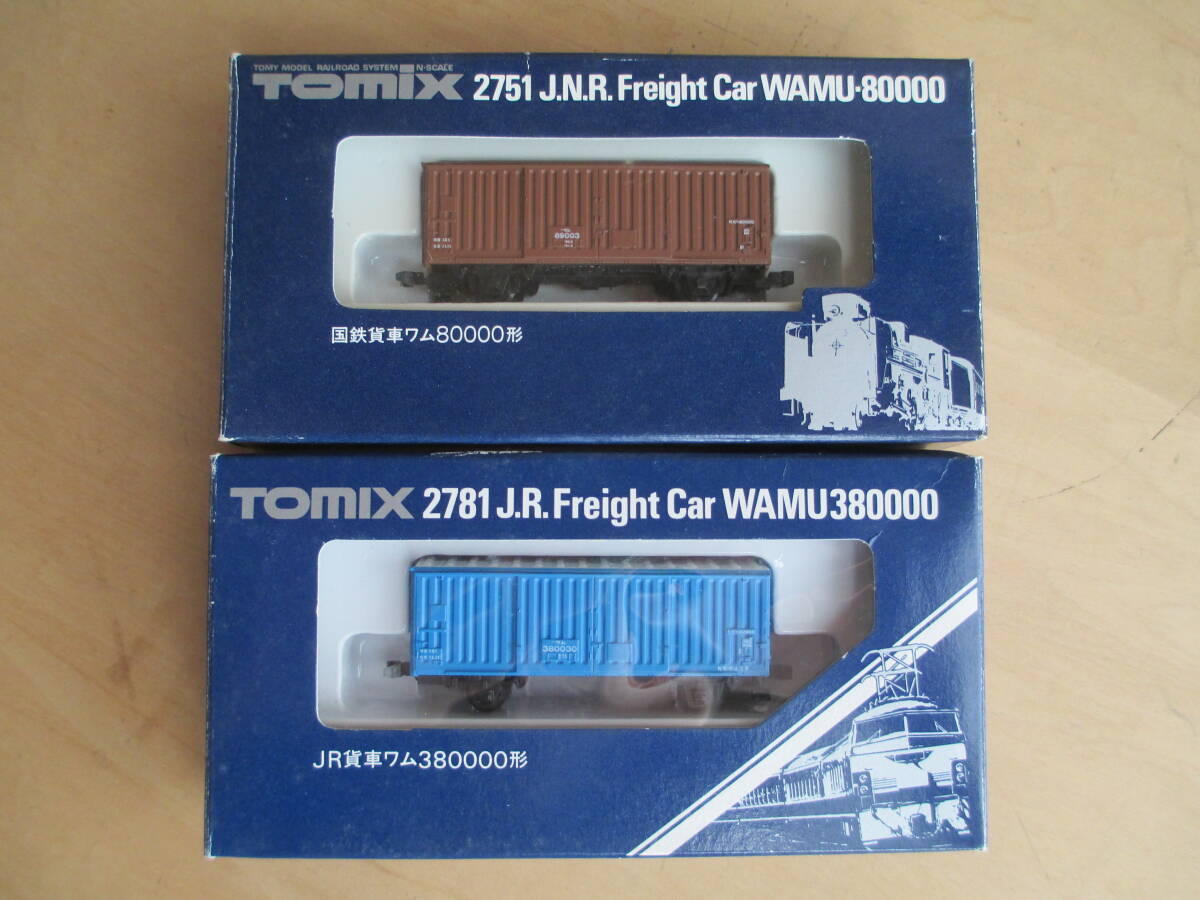 TOMY MODEL RAILROAD SYSTEM N-SCALE
TOMIX 2751 J.N.R. Freight Car WAMU·80000
89003
国鉄貨車ワム80000形
TOMIX 2781 J.R. Freight Car WAMU380000
380030
JR貨車ワム380000形